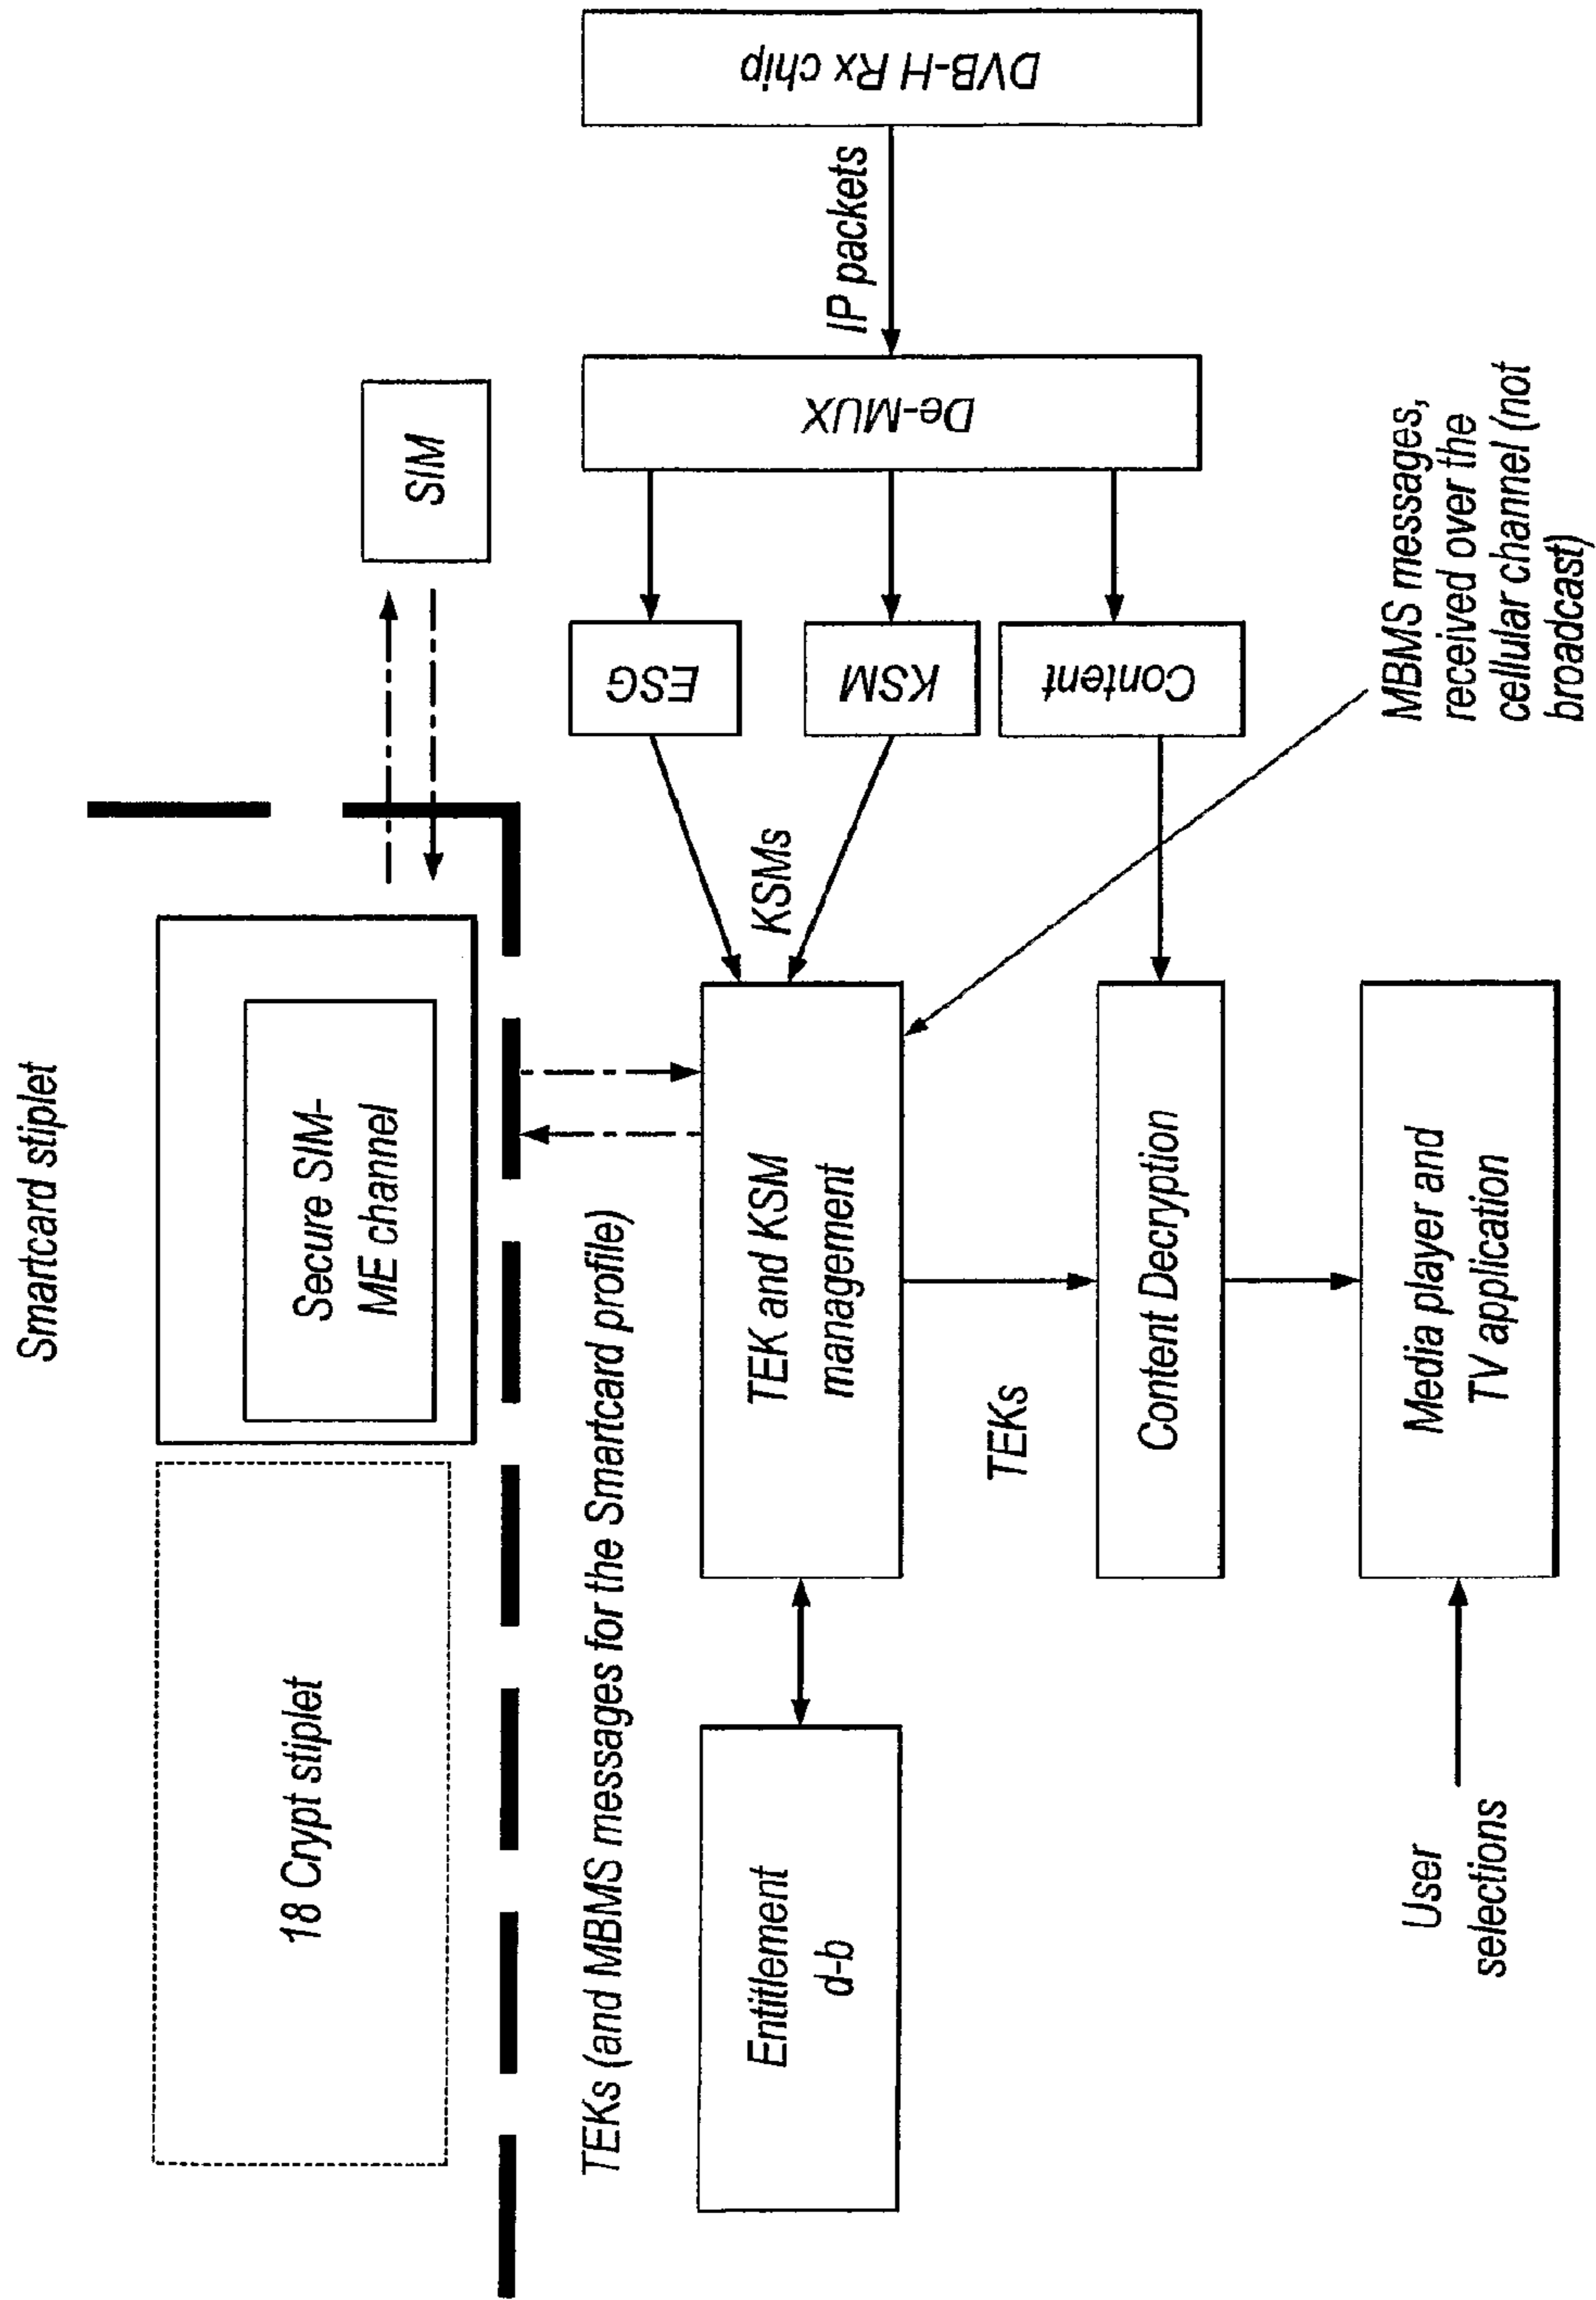 Smartcard stiplet
18 Crypt stiplet
Secure SIM-
ME channel
SIM
TEKs (and MBMS messages for the Smartcard profile)
Entitlement
d-b
TEK and KSM
management
KSMs
ESG
KSM
Content
De-MUX
IP packets
DVB-H Rx chip
TEKs
Content Decryption
User
selections
Media player and
TV application
MBMS messages,
received over the
cellular channel (not
broadcast)